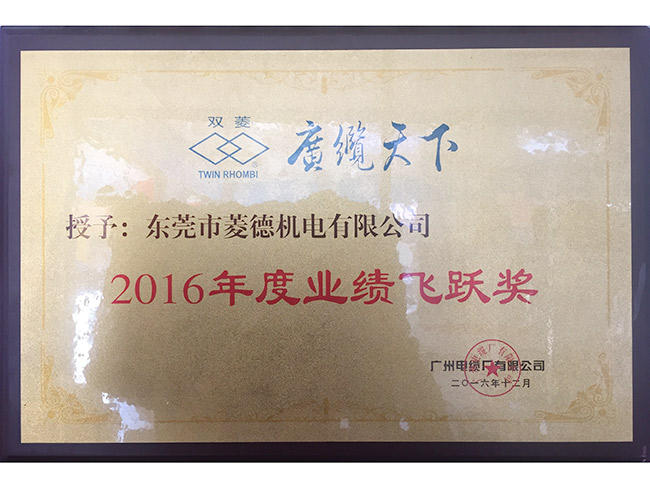 双菱
TWIN RHOMBI
®
廣纜天下
授予：东莞市菱德机电有限公司
2016年度业绩飞跃奖
广州电缆厂有限公司
二〇一六年十二月